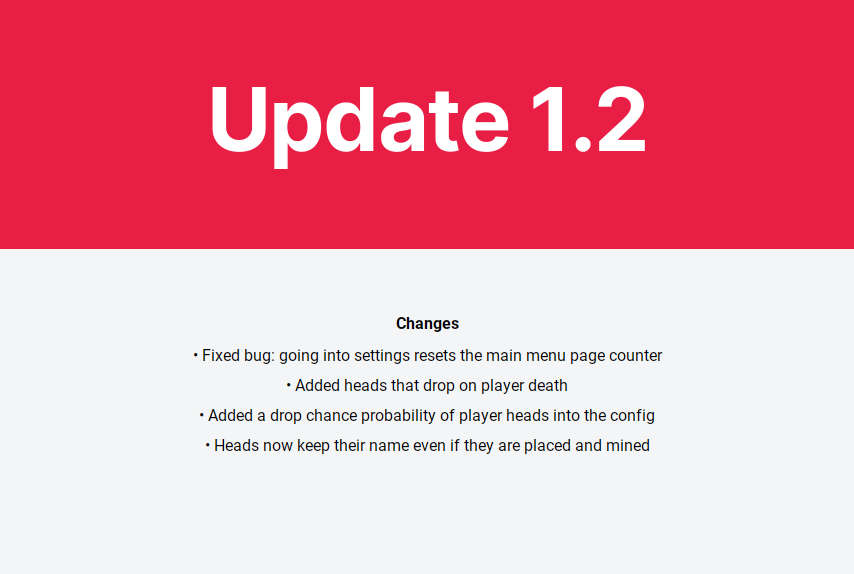 Update 1.2
Changes
• Fixed bug: going into settings resets the main menu page counter
• Added heads that drop on player death
• Added a drop chance probability of player heads into the config
• Heads now keep their name even if they are placed and mined